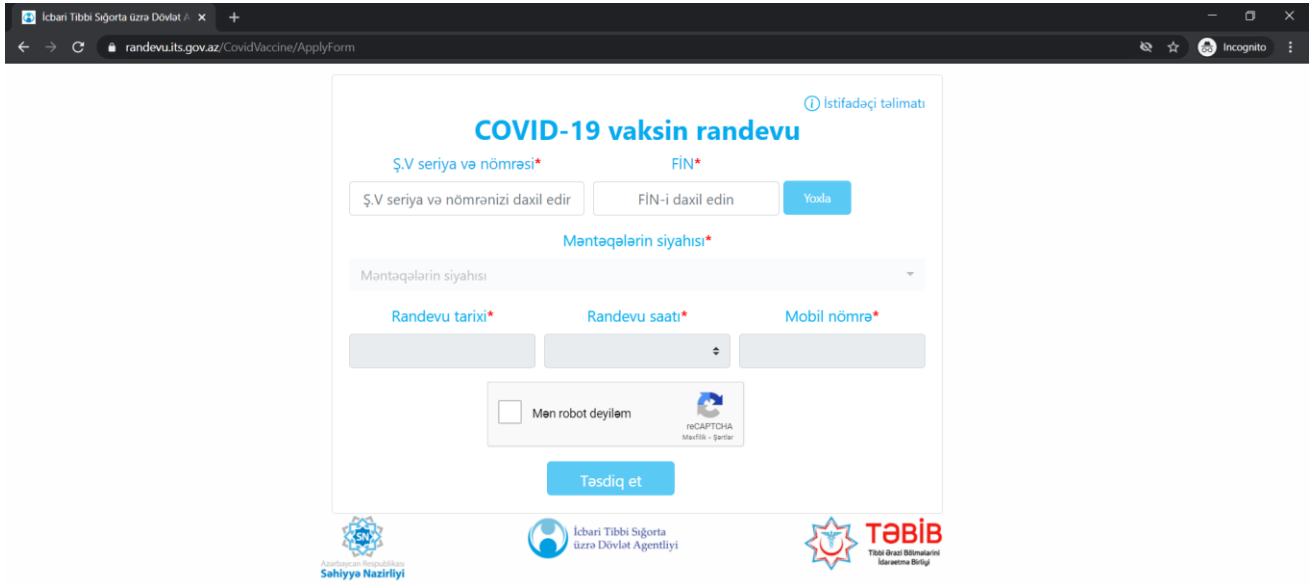 İcbari Tibbi Sığorta üzrə Dövlət A
randevu.its.gov.az/CovidVaccine/ApplyForm
Incognito
İstifadəçi təlimatı
COVID-19 vaksin randevu
Ş.V seriya və nömrəsi* FİN*
Ş.V seriya və nömrənizi daxil edir FİN-i daxil edin Yoxla
Məntəqələrin siyahısı*
Məntəqələrin siyahısı
Randevu tarixi* Randevu saatı* Mobil nömrə*
Mən robot deyiləm
reCAPTCHA
Məxfilik - Şərtlər
Təsdiq et
SN
Azərbaycan Respublikası
Səhiyyə Nazirliyi
İcbari Tibbi Sığorta
üzrə Dövlət Agentliyi
TƏBİB
Tibbi Ərazi Bölmələrini
İdarəetmə Birliyi